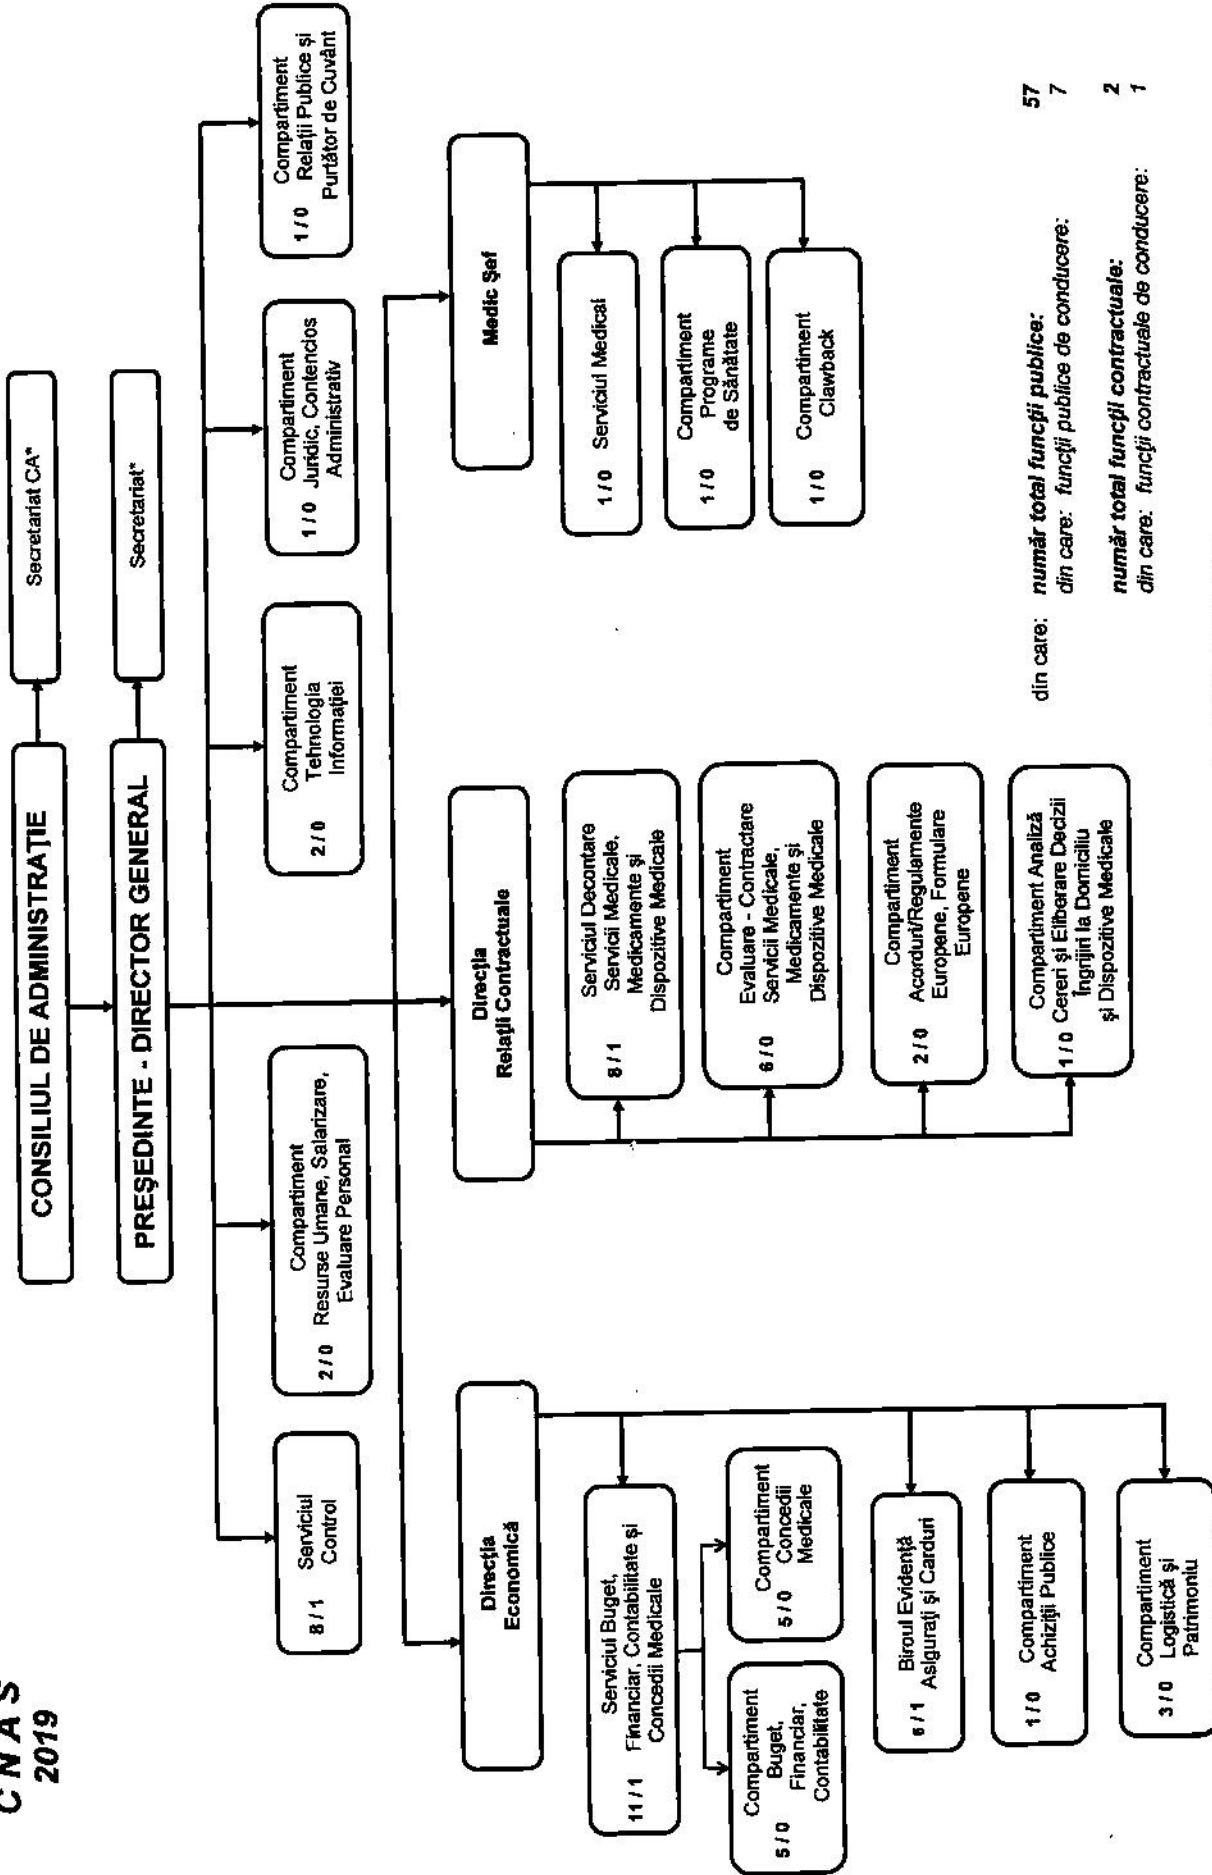 C N A S
2019
CONSILIUL DE ADMINISTRAȚIE
Secretariat CA*
PREȘEDINTE - DIRECTOR GENERAL
Secretariat*
8 / 1 Serviciul
Control
Compartiment
2 / 0 Resurse Umane, Salarizare,
Evaluare Personal
Compartiment
2 / 0 Tehnologia
Informației
Compartiment
1 / 0 Juridic, Contencios
Administrativ
Compartiment
1 / 0 Relații Publice și
Purtător de Cuvânt
Direcția
Economică
Direcția
Relații Contractuale
Medic Șef
Serviciul Buget,
11 / 1 Financiar, Contabilitate și
Concedii Medicale
Compartiment
Buget,
5 / 0 Financiar,
Contabilitate
Compartiment
5 / 0 Concedii
Medicale
6 / 1 Biroul Evidență
Asigurați și Carduri
1 / 0 Compartiment
Achiziții Publice
Compartiment
3 / 0 Logistică și
Patrimoniu
Serviciul Decontare
8 / 1 Servicii Medicale,
Medicamente și
Dispozitive Medicale
Compartiment
Evaluare - Contractare
6 / 0 Servicii Medicale,
Medicamente și
Dispozitive Medicale
Compartiment
2 / 0 Acorduri/Regulamente
Europene, Formulare
Europene
Compartiment Analiză
1 / 0 Cereri și Eliberare Decizii
Îngrijiri la Domiciliu
și Dispozitive Medicale
1 / 0 Serviciul Medical
Compartiment
1 / 0 Programe
de Sănătate
1 / 0 Compartiment
Clawback
din care: număr total funcții publice: 57
din care: funcții publice de conducere: 7
număr total funcții contractuale: 2
din care: funcții contractuale de conducere: 1